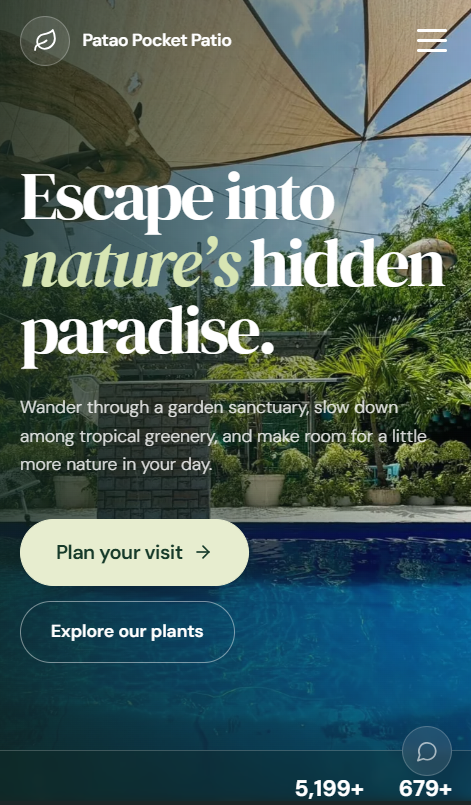 Patao Pocket Patio
Escape into
nature's hidden
paradise.
Wander through a garden sanctuary, slow down
among tropical greenery, and make room for a little
more nature in your day.
Plan your visit →
Explore our plants
5,199+ 679+